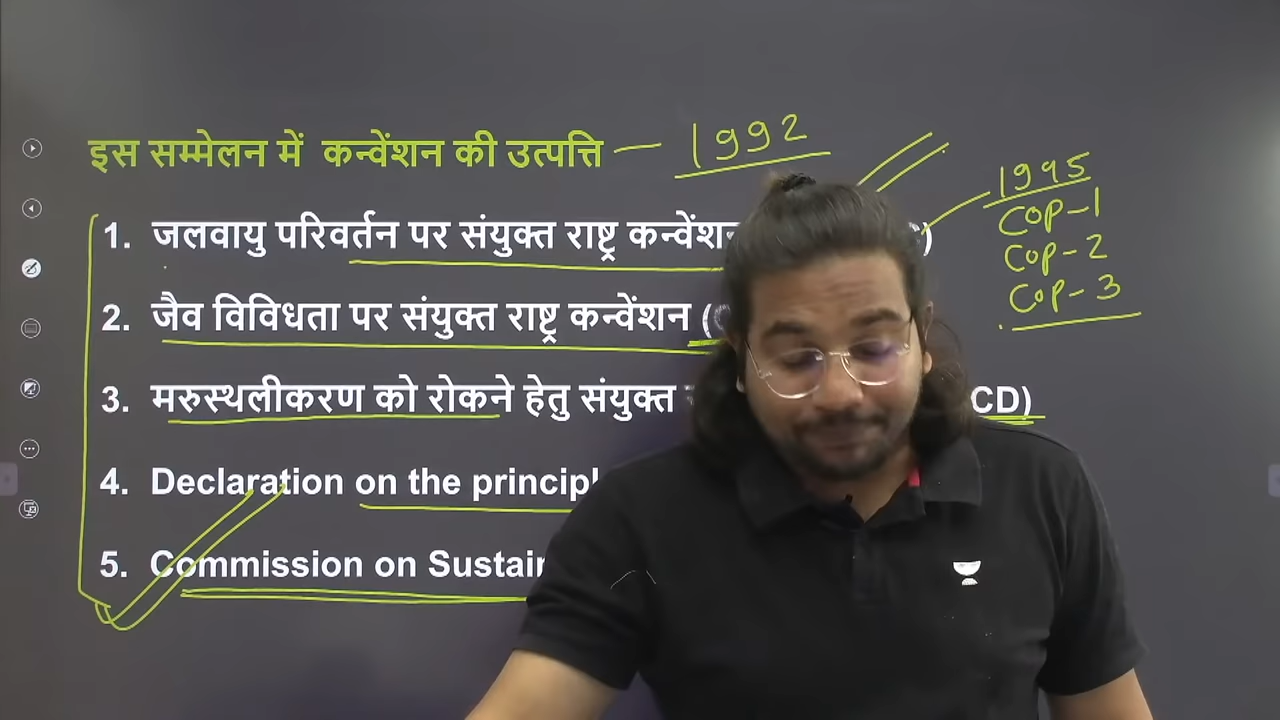 इस सम्मेलन में कन्वेंशन की उत्पत्ति — 1992
1. जलवायु परिवर्तन पर संयुक्त राष्ट्र कन्वेंशन
2. जैव विविधता पर संयुक्त राष्ट्र कन्वेंशन (
3. मरुस्थलीकरण को रोकने हेतु संयुक्त CD)
4. Declaration on the
5. Commission on
1995
COP-1
COP-2
COP-3